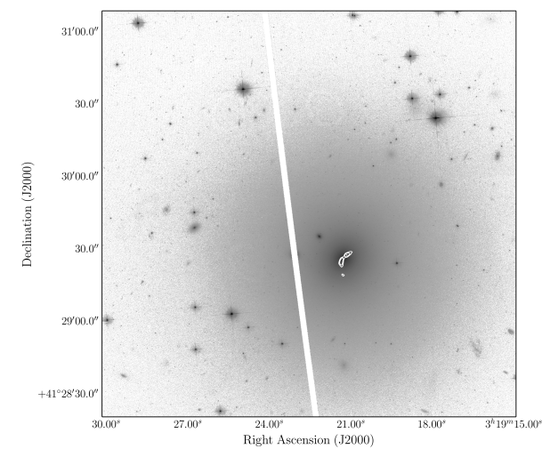 31′00.0″
30.0″
30′00.0″
30.0″
29′00.0″
+41°28′30.0″
Declination (J2000)
30.00ˢ 27.00ˢ 24.00ˢ 21.00ˢ 18.00ˢ 3ʰ19ᵐ15.00ˢ
Right Ascension (J2000)